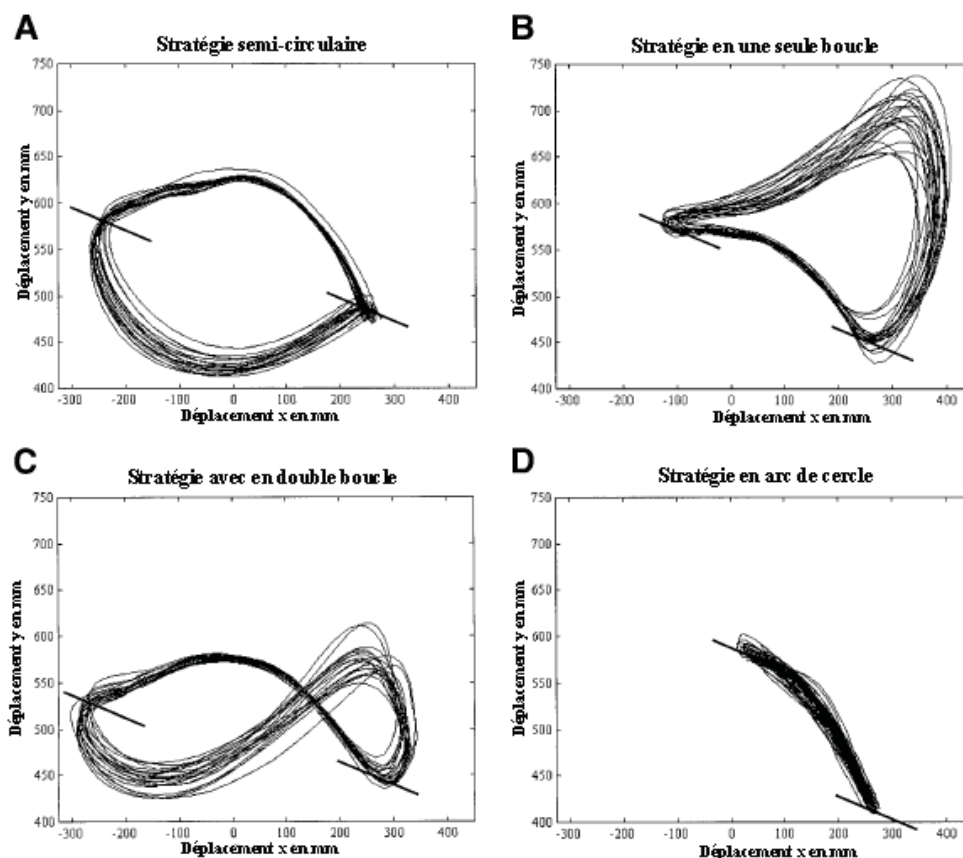 A
Stratégie semi-circulaire
750
700
650
600
550
500
450
400
Déplacement y en mm
-300 -200 -100 0 100 200 300 400
Déplacement x en mm
B
Stratégie en une seule boucle
750
700
650
600
550
500
450
400
Déplacement y en mm
-300 -200 -100 0 100 200 300 400
Déplacement x en mm
C
Stratégie avec en double boucle
750
700
650
600
550
500
450
400
Déplacement y en mm
-300 -200 -100 0 100 200 300 400
Déplacement x en mm
D
Stratégie en arc de cercle
750
700
650
600
550
500
450
400
Déplacement y en mm
-300 -200 -100 0 100 200 300 400
Déplacement x en mm